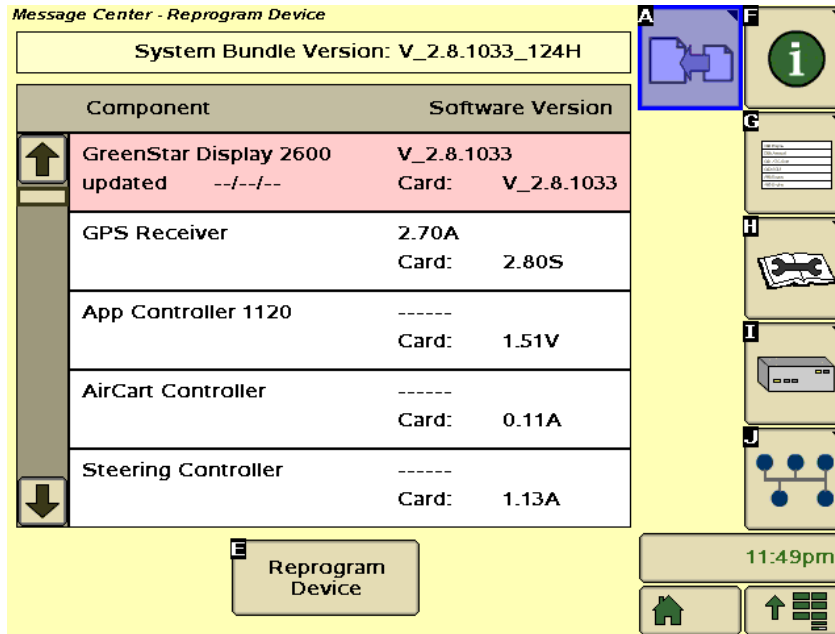 Message Center - Reprogram Device
System Bundle Version: V_2.8.1033_124H
Component Software Version
GreenStar Display 2600 V_2.8.1033
updated --/--/-- Card: V_2.8.1033
GPS Receiver 2.70A
Card: 2.80S
App Controller 1120 ------
Card: 1.51V
AirCart Controller ------
Card: 0.11A
Steering Controller ------
Card: 1.13A
E
Reprogram
Device
A
F
G
H
I
J
11:49pm